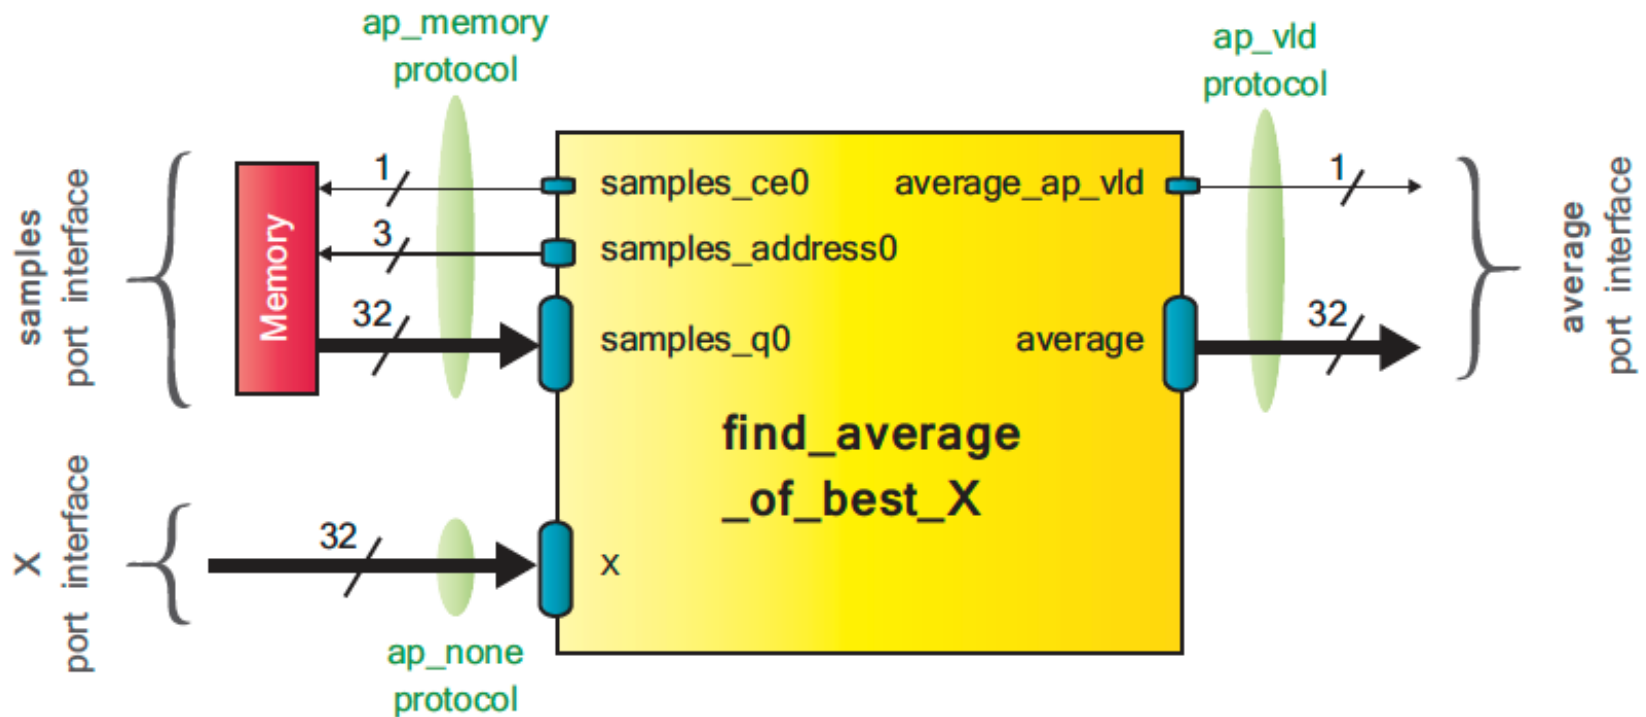 ap_memory
protocol
ap_vld
protocol
samples
port interface
Memory
1
3
32
samples_ce0
samples_address0
samples_q0
average_ap_vld
average
1
32
average
port interface
find_average
_of_best_X
X
port interface
32
x
ap_none
protocol